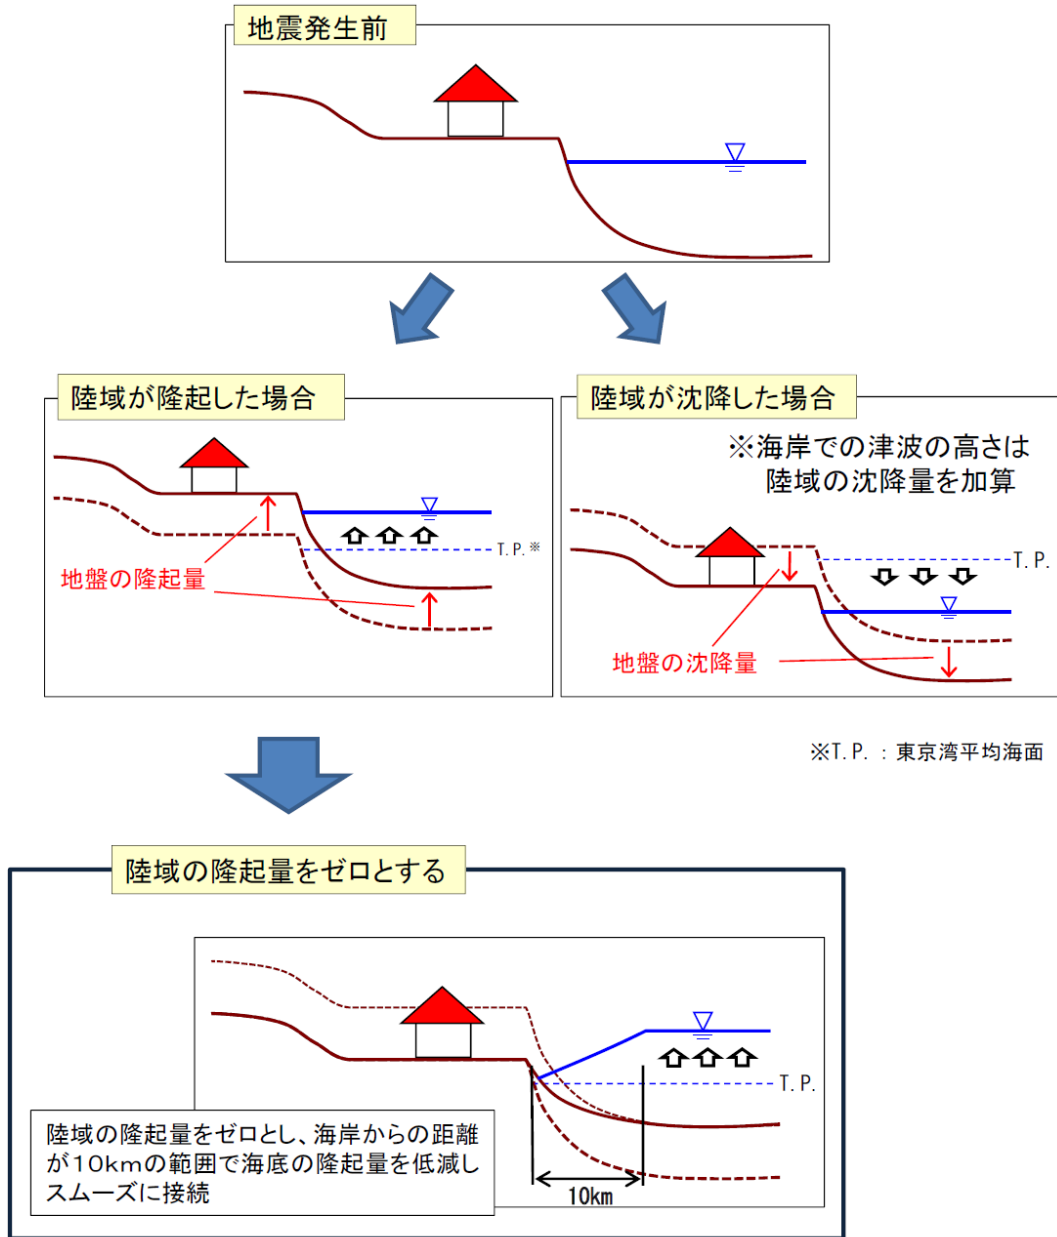 地震発生前
陸域が隆起した場合
T.P.※
地盤の隆起量
陸域が沈降した場合
※海岸での津波の高さは
陸域の沈降量を加算
T.P.
地盤の沈降量
※T.P.：東京湾平均海面
陸域の隆起量をゼロとする
T.P.
10km
陸域の隆起量をゼロとし、海岸からの距離
が10kmの範囲で海底の隆起量を低減し
スムーズに接続